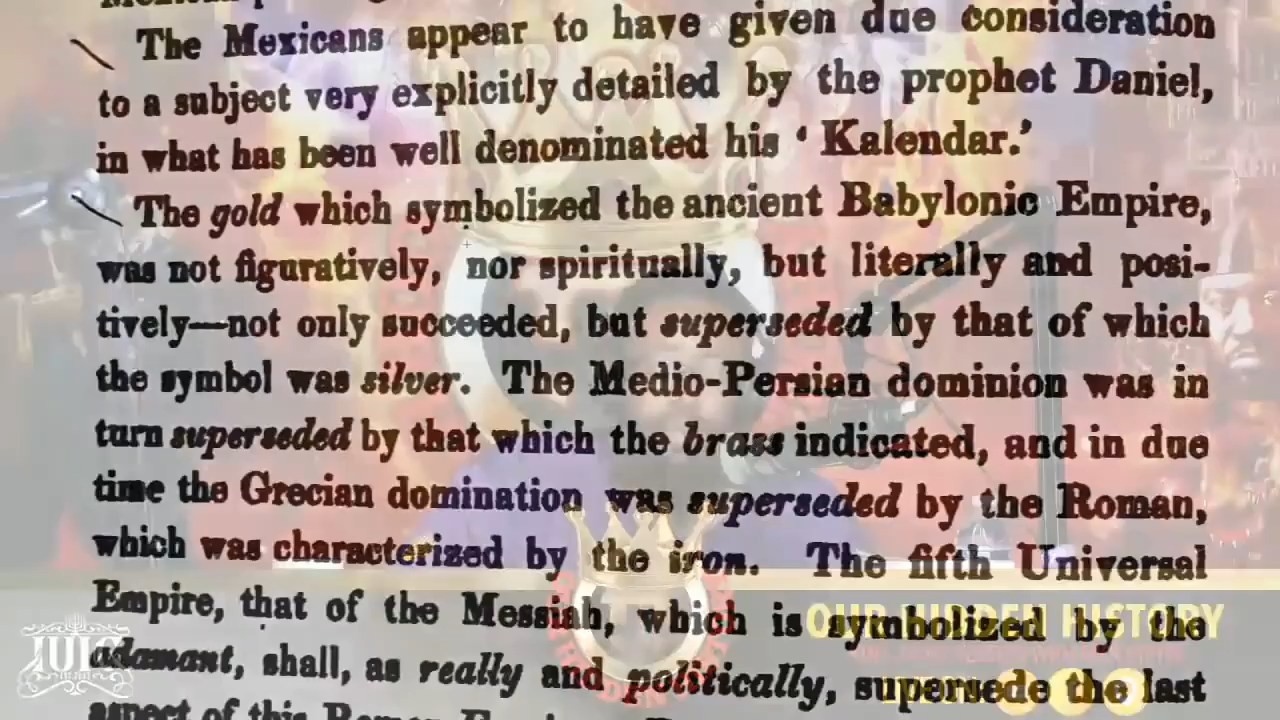 The Mexicans appear to have given due consideration
to a subject very explicitly detailed by the prophet Daniel,
in what has been well denominated his ‘ Kalendar.’
The gold which symbolized the ancient Babylonic Empire,
was not figuratively, nor spiritually, but literally and posi-
tively—not only succeeded, but superseded by that of which
the symbol was silver. The Medio-Persian dominion was in
turn superseded by that which the brass indicated, and in due
time the Grecian domination was superseded by the Roman,
which was characterized by the iron. The fifth Universal
Empire, that of the Messiah, which is symbolized by the
adamant, shall, as really and politically, supersede the last
aspect of this Roman
OUR HIDDEN HISTORY
IUIC